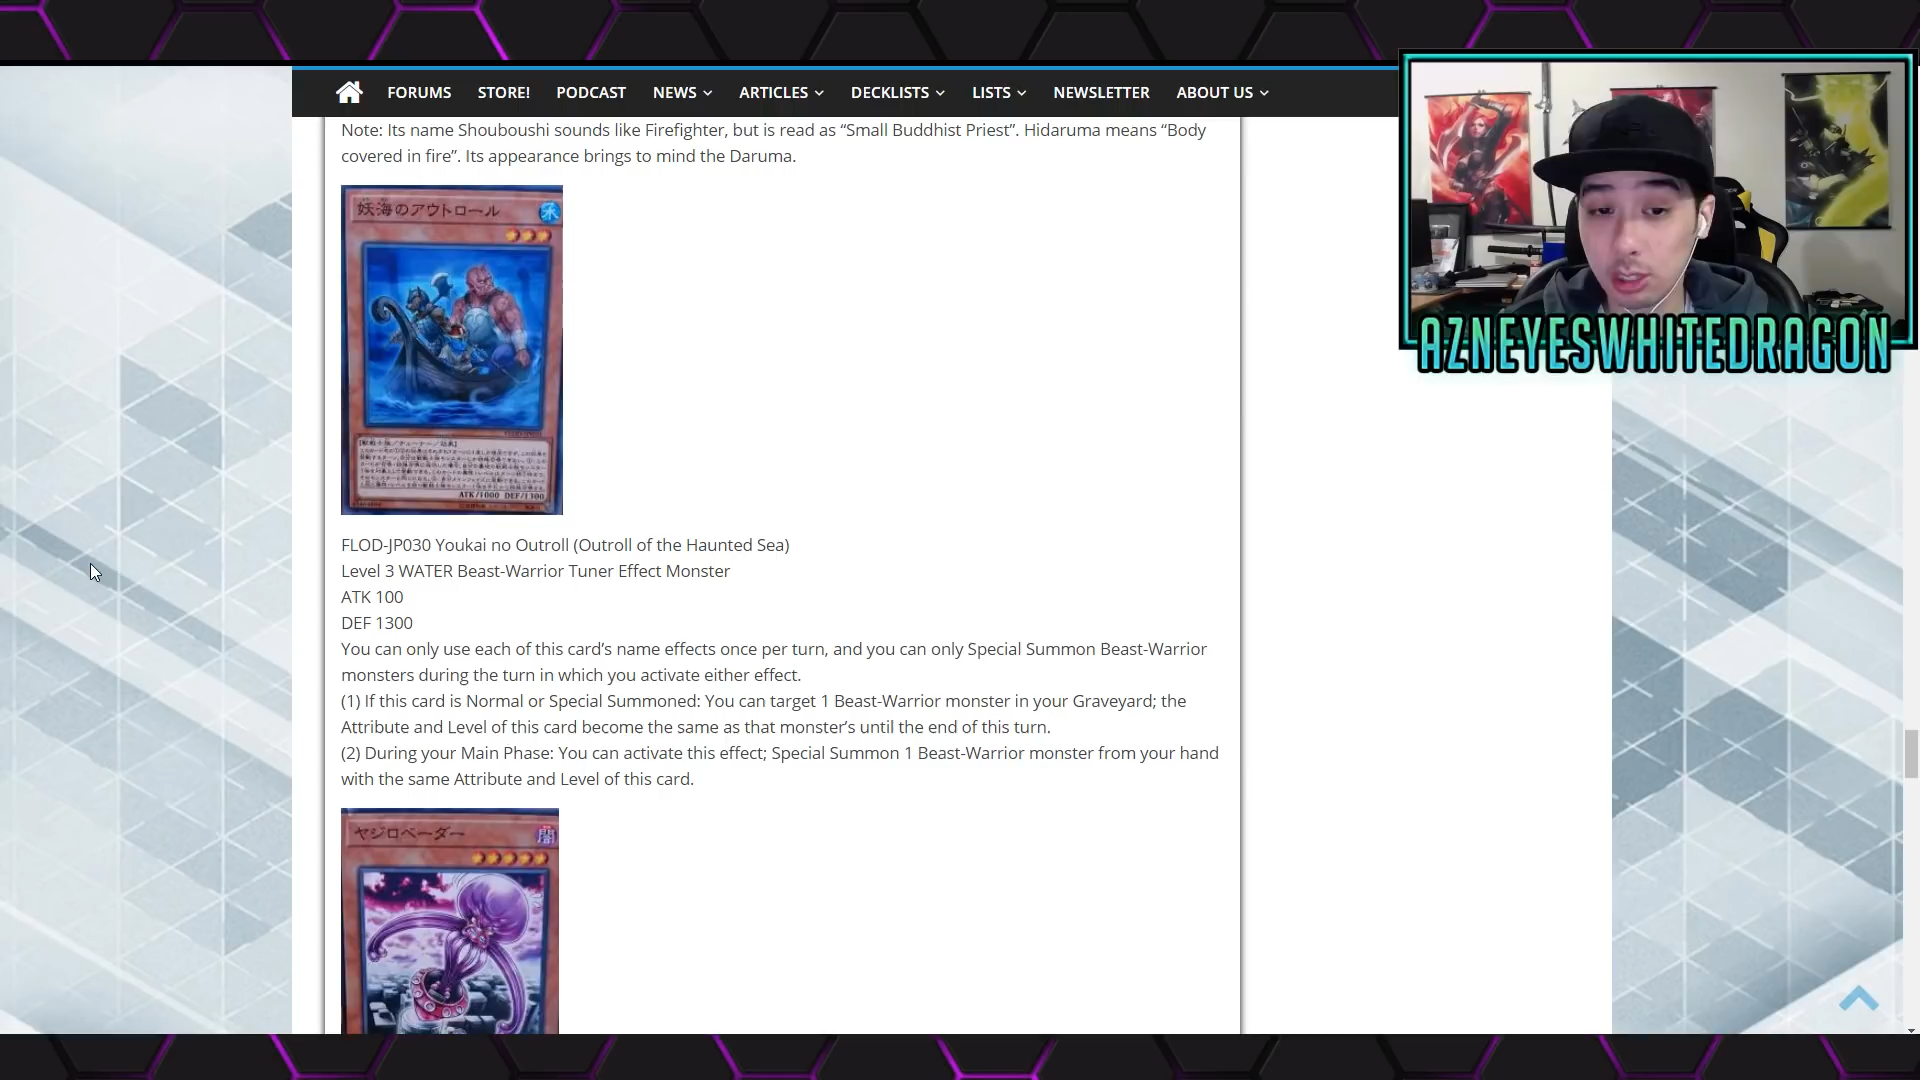 FORUMS STORE! PODCAST NEWS ARTICLES DECKLISTS LISTS NEWSLETTER ABOUT US
Note: Its name Shouboushi sounds like Firefighter, but is read as “Small Buddhist Priest”. Hidaruma means “Body
covered in fire”. Its appearance brings to mind the Daruma.
AZNEYESWHITEDRAGON
妖海のアウトロール
水
ATK/1000 DEF/1300
FLOD-JP030 Youkai no Outroll (Outroll of the Haunted Sea)
Level 3 WATER Beast-Warrior Tuner Effect Monster
ATK 100
DEF 1300
You can only use each of this card’s name effects once per turn, and you can only Special Summon Beast-Warrior
monsters during the turn in which you activate either effect.
(1) If this card is Normal or Special Summoned: You can target 1 Beast-Warrior monster in your Graveyard; the
Attribute and Level of this card become the same as that monster’s until the end of this turn.
(2) During your Main Phase: You can activate this effect; Special Summon 1 Beast-Warrior monster from your hand
with the same Attribute and Level of this card.
ヤジロベーダー
闇